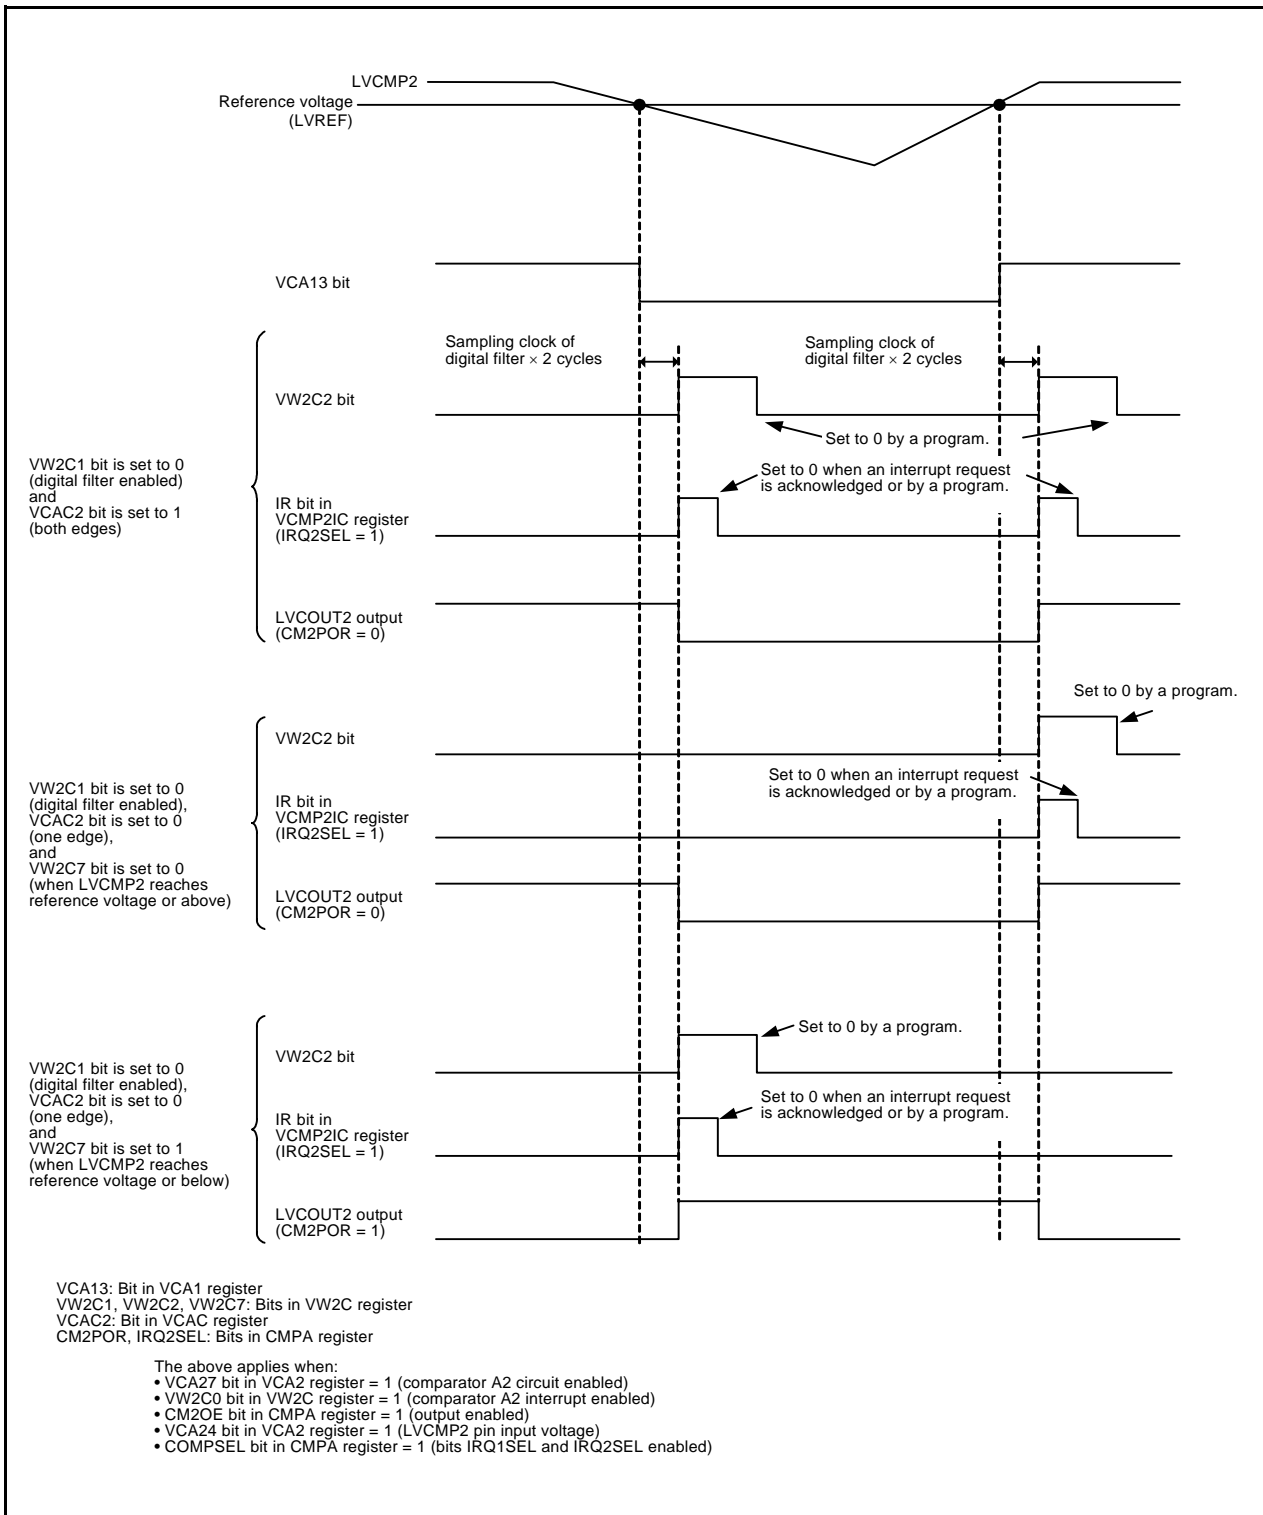 LVCMP2
Reference voltage
(LVREF)
VCA13 bit
Sampling clock of
digital filter × 2 cycles
Sampling clock of
digital filter × 2 cycles
VW2C2 bit
Set to 0 by a program.
VW2C1 bit is set to 0
(digital filter enabled)
and
VCAC2 bit is set to 1
(both edges)
Set to 0 when an interrupt request
is acknowledged or by a program.
IR bit in
VCMP2IC register
(IRQ2SEL = 1)
LVCOUT2 output
(CM2POR = 0)
Set to 0 by a program.
VW2C2 bit
VW2C1 bit is set to 0
(digital filter enabled),
VCAC2 bit is set to 0
(one edge),
and
VW2C7 bit is set to 0
(when LVCMP2 reaches
reference voltage or above)
Set to 0 when an interrupt request
is acknowledged or by a program.
IR bit in
VCMP2IC register
(IRQ2SEL = 1)
LVCOUT2 output
(CM2POR = 0)
Set to 0 by a program.
VW2C2 bit
VW2C1 bit is set to 0
(digital filter enabled),
VCAC2 bit is set to 0
(one edge),
and
VW2C7 bit is set to 1
(when LVCMP2 reaches
reference voltage or below)
Set to 0 when an interrupt request
is acknowledged or by a program.
IR bit in
VCMP2IC register
(IRQ2SEL = 1)
LVCOUT2 output
(CM2POR = 1)
VCA13: Bit in VCA1 register
VW2C1, VW2C2, VW2C7: Bits in VW2C register
VCAC2: Bit in VCAC register
CM2POR, IRQ2SEL: Bits in CMPA register
The above applies when:
• VCA27 bit in VCA2 register = 1 (comparator A2 circuit enabled)
• VW2C0 bit in VW2C register = 1 (comparator A2 interrupt enabled)
• CM2OE bit in CMPA register = 1 (output enabled)
• VCA24 bit in VCA2 register = 1 (LVCMP2 pin input voltage)
• COMPSEL bit in CMPA register = 1 (bits IRQ1SEL and IRQ2SEL enabled)